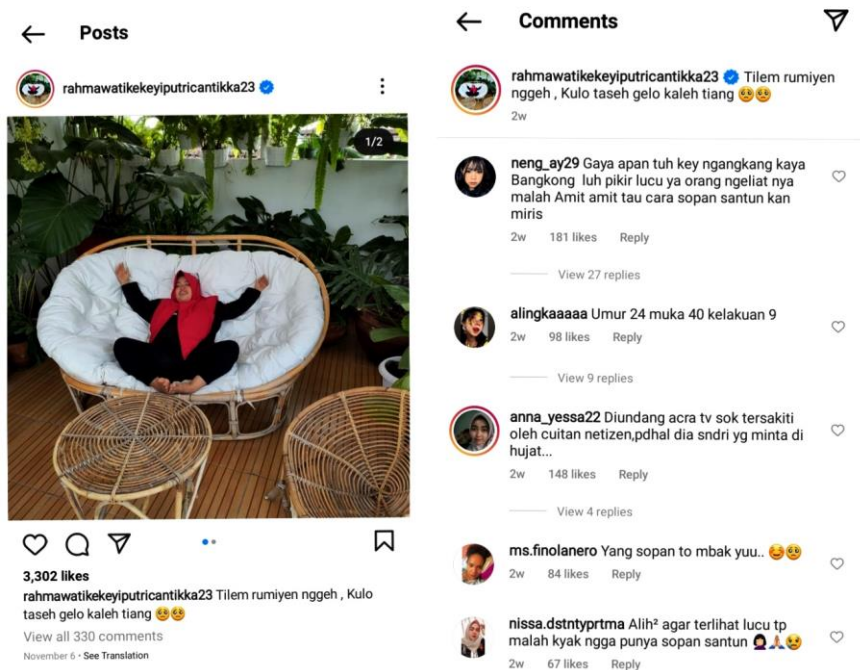 Posts
rahmawatikekeyiputricantikka23
1/2
3,302 likes
rahmawatikekeyiputricantikka23 Tilem rumiyen nggeh , Kulo
taseh gelo kaleh tiang 🥺🥺
View all 330 comments
November 6 · See Translation
Comments
rahmawatikekeyiputricantikka23 Tilem rumiyen
nggeh , Kulo taseh gelo kaleh tiang 🥺🥺
2w
neng_ay29 Gaya apan tuh key ngangkang kaya
Bangkong luh pikir lucu ya orang ngeliat nya
malah Amit amit tau cara sopan santun kan
miris
2w 181 likes Reply
View 27 replies
alingkaaaaa Umur 24 muka 40 kelakuan 9
2w 98 likes Reply
View 9 replies
anna_yessa22 Diundang acra tv sok tersakiti
oleh cuitan netizen,pdhal dia sndri yg minta di
hujat...
2w 148 likes Reply
View 4 replies
ms.finolanero Yang sopan to mbak yuu.. ☺️🥺
2w 84 likes Reply
nissa.dstntyprtma Alih² agar terlihat lucu tp
malah kyak ngga punya sopan santun 🤦🏻‍♀️🙏🏼😢
2w 67 likes Reply